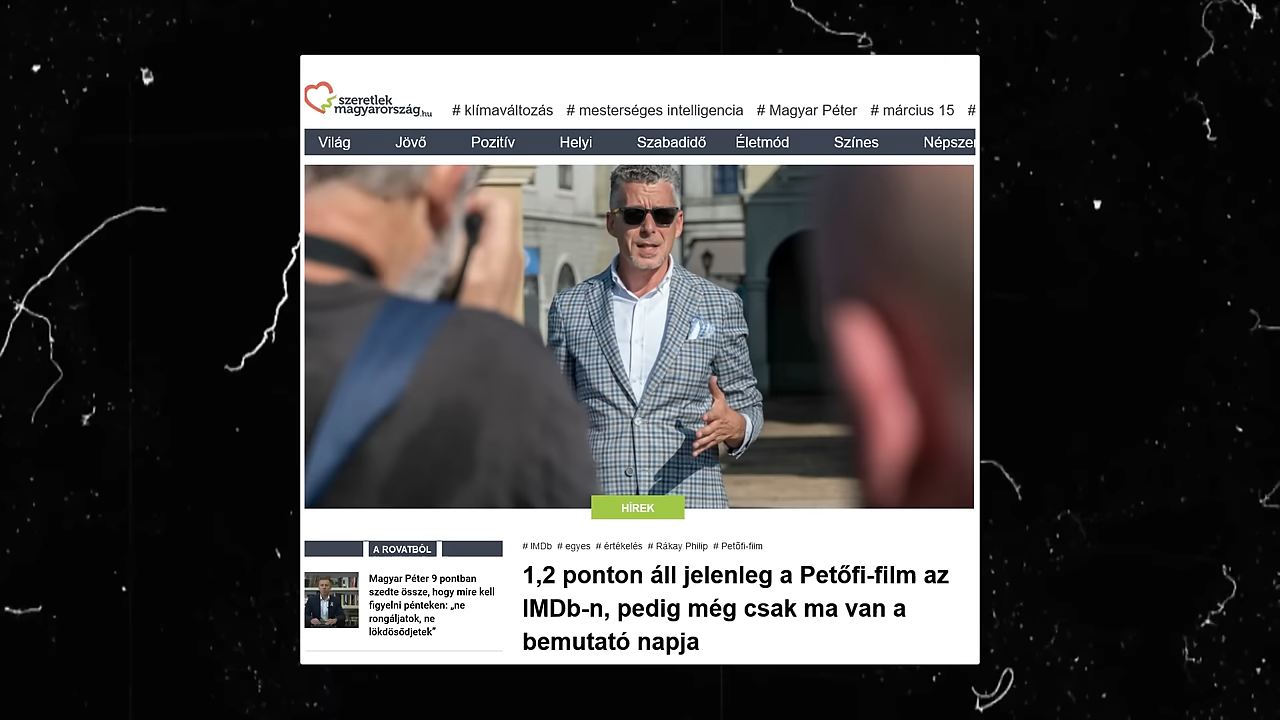 szeretlek
magyarország.hu
# klímaváltozás # mesterséges intelligencia # Magyar Péter # március 15 #
Világ Jövő Pozitív Helyi Szabadidő Életmód Színes Népszer
HÍREK
A ROVATBÓL
Magyar Péter 9 pontban
szedte össze, hogy mire kell
figyelni pénteken: „ne
rongáljatok, ne
lökdösődjetek”
# IMDb # egyes # értékelés # Rákay Philip # Petőfi-film
1,2 ponton áll jelenleg a Petőfi-film az
IMDb-n, pedig még csak ma van a
bemutató napja